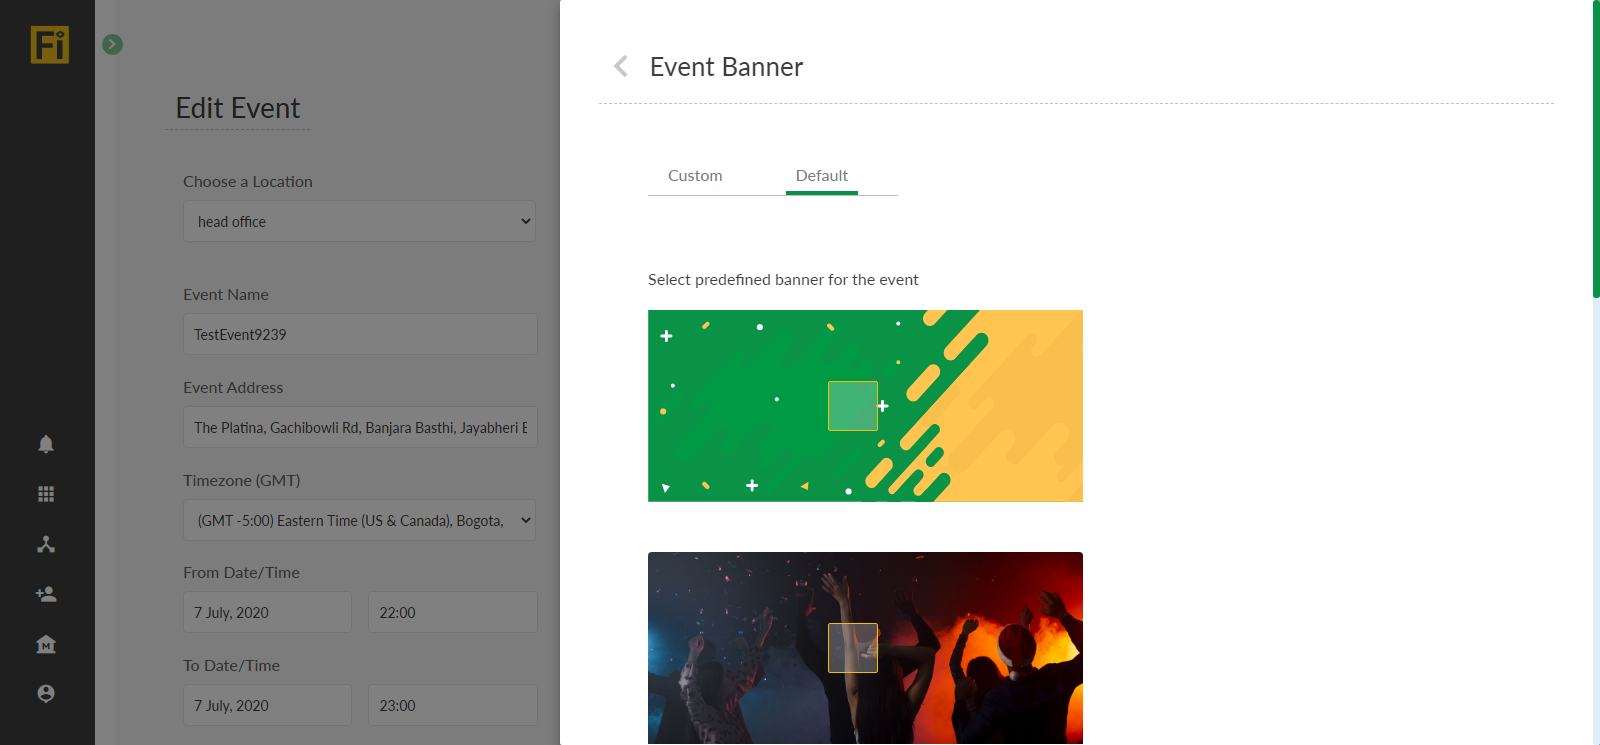 Fi
Edit Event
Choose a Location
head office
Event Name
TestEvent9239
Event Address
The Platina, Gachibowli Rd, Banjara Basthi, Jayabheri E
Timezone (GMT)
(GMT -5:00) Eastern Time (US & Canada), Bogota,
From Date/Time
7 July, 2020
22:00
To Date/Time
7 July, 2020
23:00
M
Event Banner
Custom
Default
Select predefined banner for the event